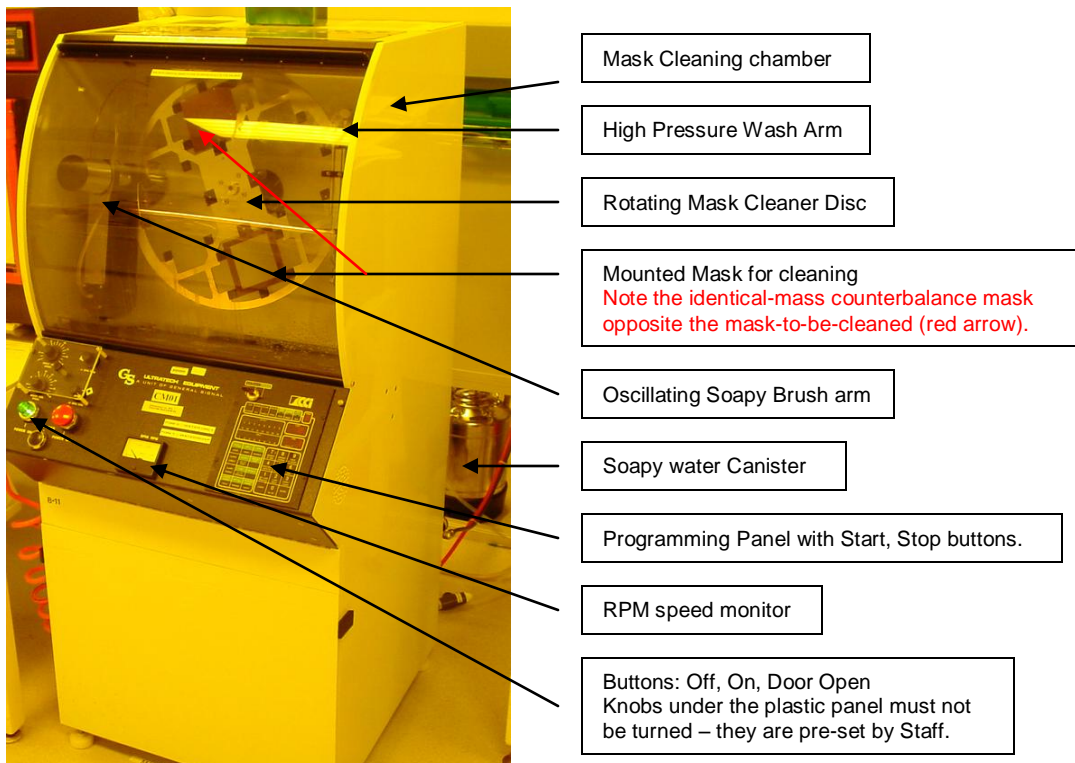 Mask Cleaning chamber
High Pressure Wash Arm
Rotating Mask Cleaner Disc
Mounted Mask for cleaning
Note the identical-mass counterbalance mask
opposite the mask-to-be-cleaned (red arrow).
Oscillating Soapy Brush arm
Soapy water Canister
Programming Panel with Start, Stop buttons.
RPM speed monitor
Buttons: Off, On, Door Open
Knobs under the plastic panel must not
be turned – they are pre-set by Staff.
GS ULTRATECH EQUIPMENT
A UNIT OF GENERAL SIGNAL
CM01
B-11